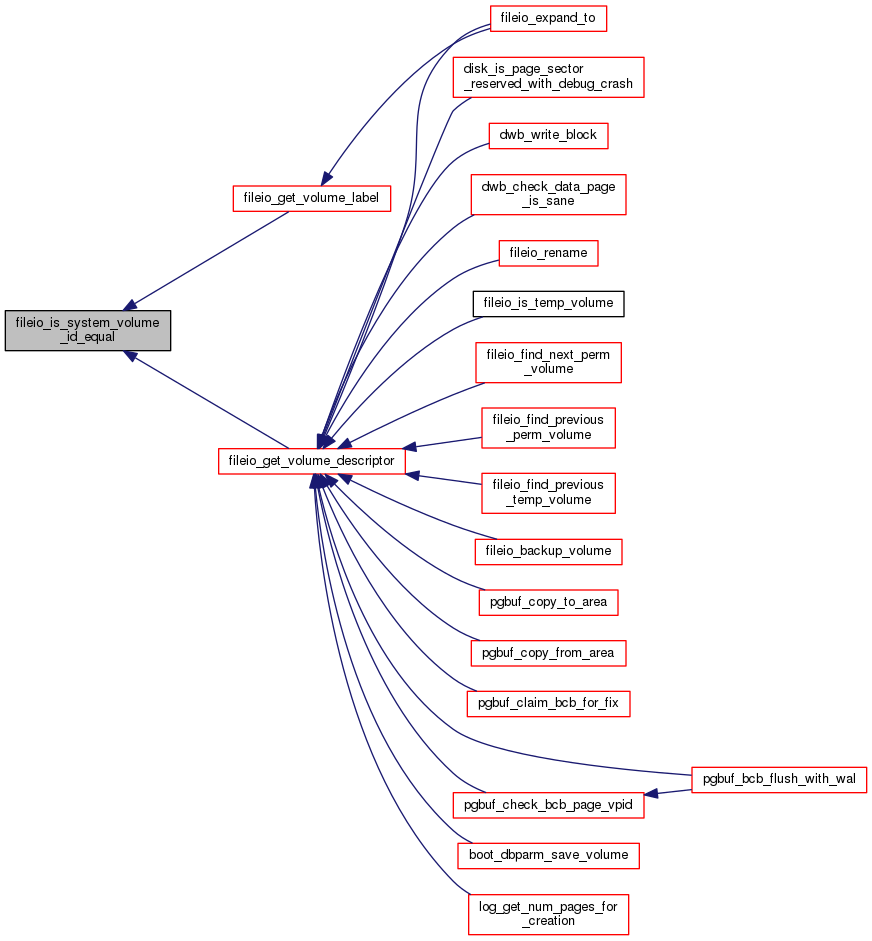 fileio_expand_to
disk_is_page_sector
_reserved_with_debug_crash
dwb_write_block
dwb_check_data_page
_is_sane
fileio_get_volume_label
fileio_rename
fileio_is_temp_volume
fileio_is_system_volume
_id_equal
fileio_find_next_perm
_volume
fileio_find_previous
_perm_volume
fileio_get_volume_descriptor
fileio_find_previous
_temp_volume
fileio_backup_volume
pgbuf_copy_to_area
pgbuf_copy_from_area
pgbuf_claim_bcb_for_fix
pgbuf_bcb_flush_with_wal
pgbuf_check_bcb_page_vpid
boot_dbparm_save_volume
log_get_num_pages_for
_creation